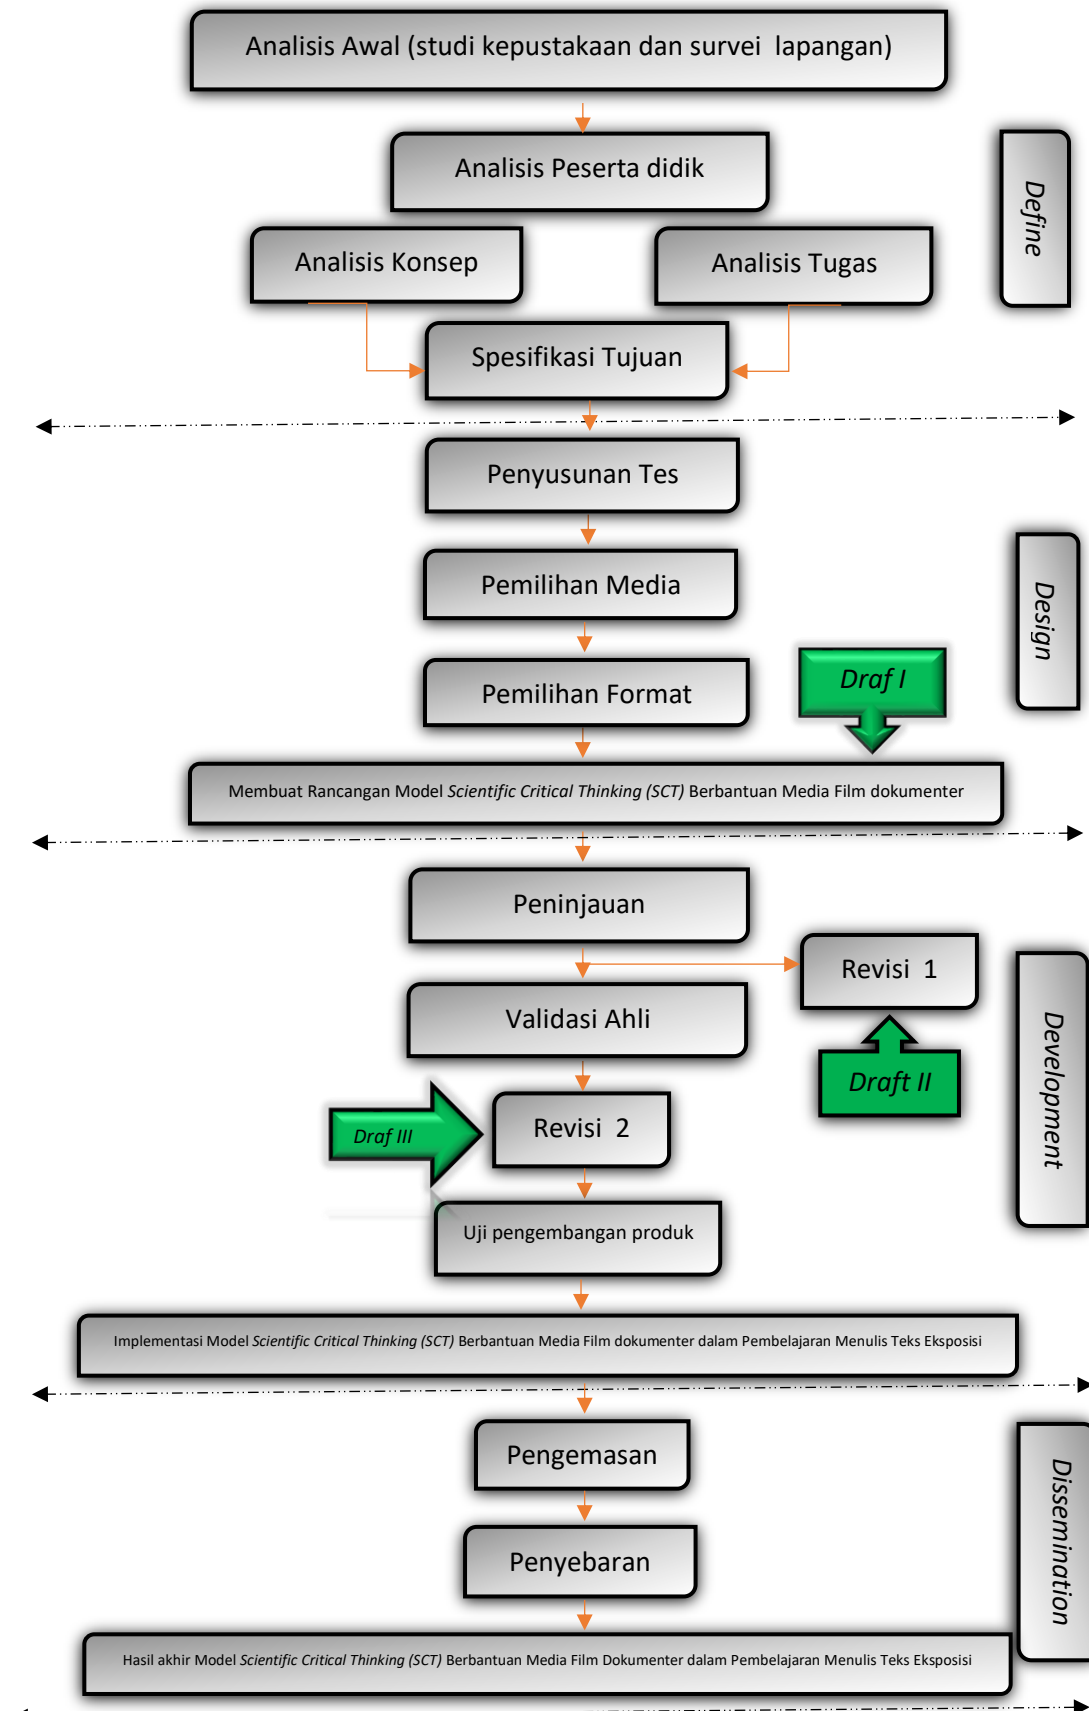 Analisis Awal (studi kepustakaan dan survei  lapangan)
Analisis Peserta didik
Define
Analisis Konsep
Analisis Tugas
Spesifikasi Tujuan
Penyusunan Tes
Pemilihan Media
Design
Pemilihan Format
Draf I
Membuat Rancangan Model Scientific Critical Thinking (SCT) Berbantuan Media Film dokumenter
Peninjauan
Revisi  1
Validasi Ahli
Draft II
Development
Draf III
Revisi  2
Uji pengembangan produk
Implementasi Model Scientific Critical Thinking (SCT) Berbantuan Media Film dokumenter dalam Pembelajaran Menulis Teks Eksposisi
Pengemasan
Dissemination
Penyebaran
Hasil akhir Model Scientific Critical Thinking (SCT) Berbantuan Media Film Dokumenter dalam Pembelajaran Menulis Teks Eksposisi